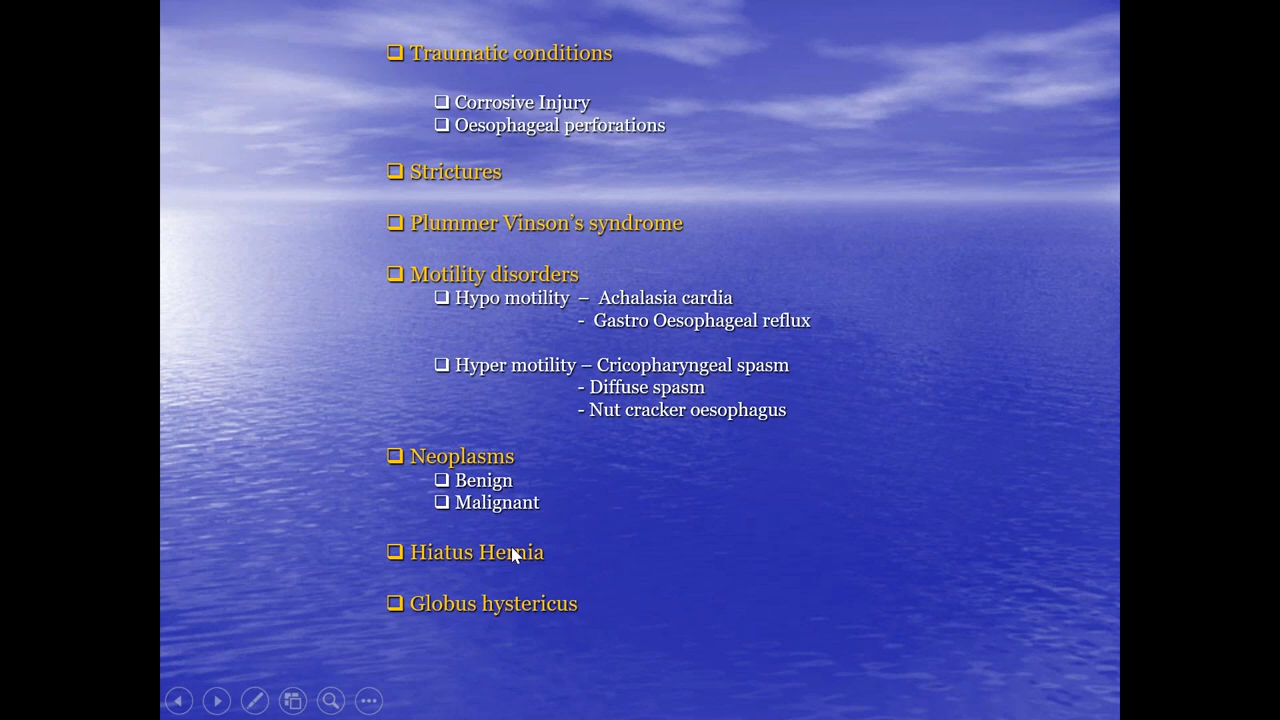 Traumatic conditions
Corrosive Injury
Oesophageal perforations
Strictures
Plummer Vinson’s syndrome
Motility disorders
Hypo motility – Achalasia cardia
- Gastro Oesophageal reflux
Hyper motility – Cricopharyngeal spasm
- Diffuse spasm
- Nut cracker oesophagus
Neoplasms
Benign
Malignant
Hiatus Hernia
Globus hystericus